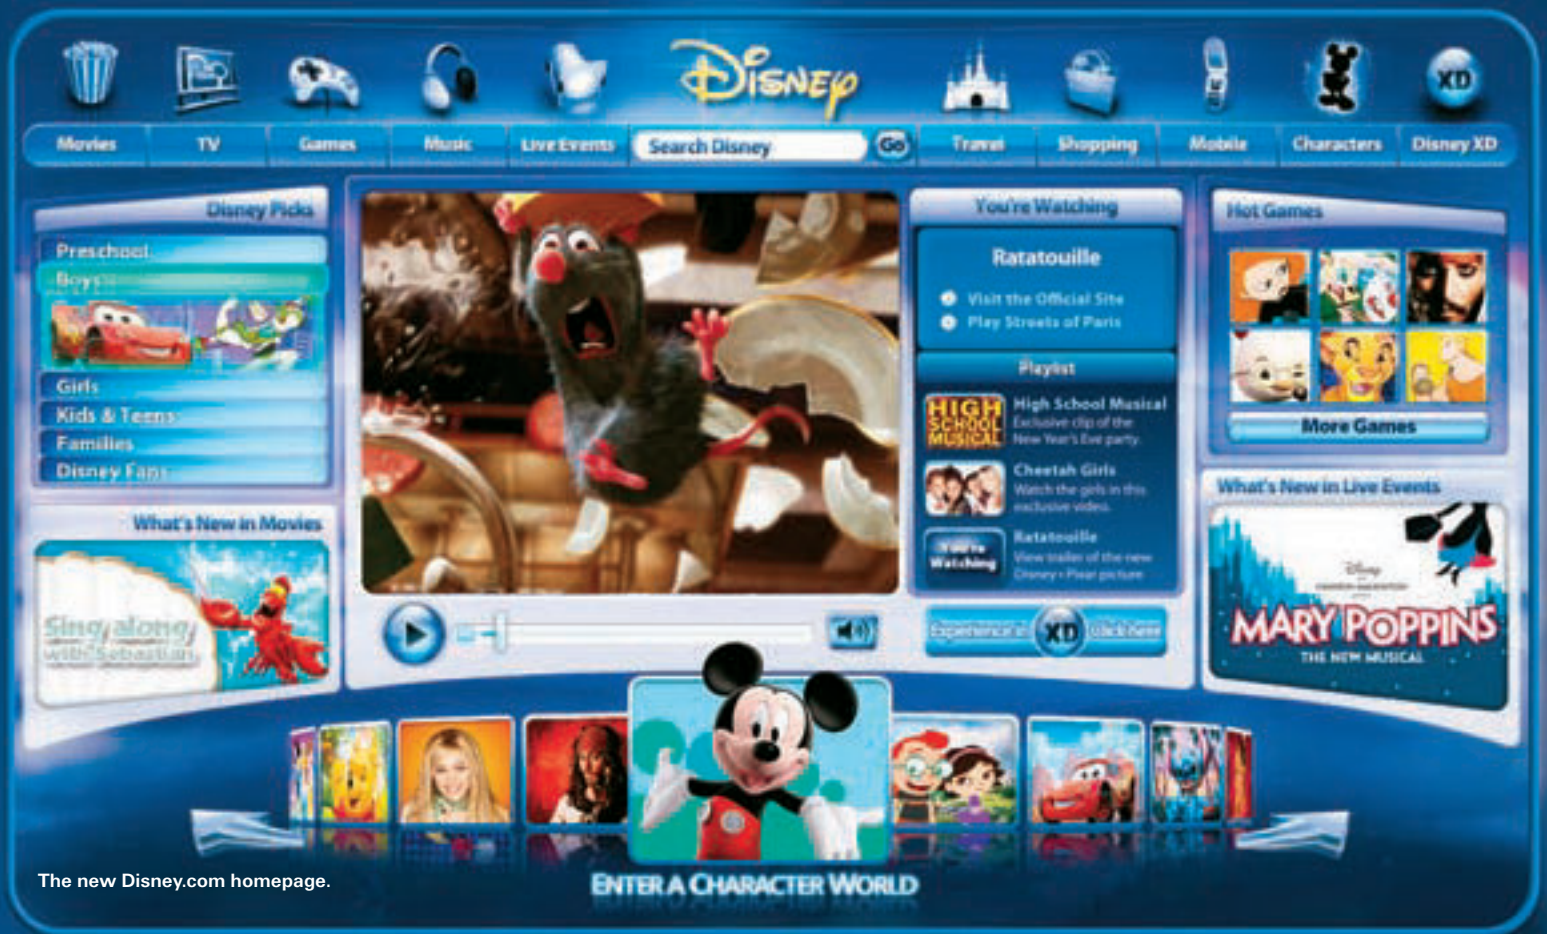 Disney
Movies
TV
Games
Music
Live Events
Search Disney
Go
Travel
Shopping
Mobile
Characters
XD
Disney XD
Disney Picks
Preschool
Boys
Girls
Kids & Teens
Families
Disney Fans
What's New in Movies
Sing along
with Sebastian
You're Watching
Ratatouille
Visit the Official Site
Play Streets of Paris
Playlist
HIGH
SCHOOL
MUSICAL
High School Musical
Exclusive clip of the
New Year's Eve party.
Cheetah Girls
Watch the girls in this
exclusive video.
You're
Watching
Ratatouille
View trailer of the new
Disney • Pixar picture
Experience in XD click here
Hot Games
More Games
What's New in Live Events
Disney
MARY POPPINS
THE NEW MUSICAL
ENTER A CHARACTER WORLD
The new Disney.com homepage.